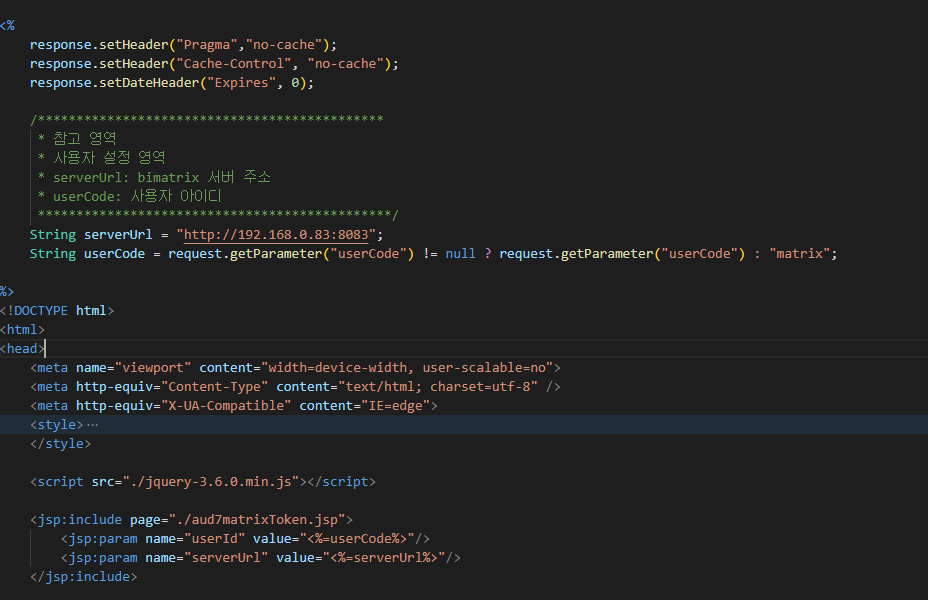 <%
response.setHeader("Pragma","no-cache");
response.setHeader("Cache-Control", "no-cache");
response.setDateHeader("Expires", 0);
/*********************************************
* 참고 영역
* 사용자 설정 영역
* serverUrl: bimatrix 서버 주소
* userCode: 사용자 아이디
**********************************************/
String serverUrl = "http://192.168.0.83:8083";
String userCode = request.getParameter("userCode") != null ? request.getParameter("userCode") : "matrix";
%>
<!DOCTYPE html>
<html>
<head>
<meta name="viewport" content="width=device-width, user-scalable=no">
<meta http-equiv="Content-Type" content="text/html; charset=utf-8" />
<meta http-equiv="X-UA-Compatible" content="IE=edge">
<style>…
</style>
<script src="./jquery-3.6.0.min.js"></script>
<jsp:include page="./aud7matrixToken.jsp">
<jsp:param name="userId" value="<%=userCode%>"/>
<jsp:param name="serverUrl" value="<%=serverUrl%>"/>
</jsp:include>